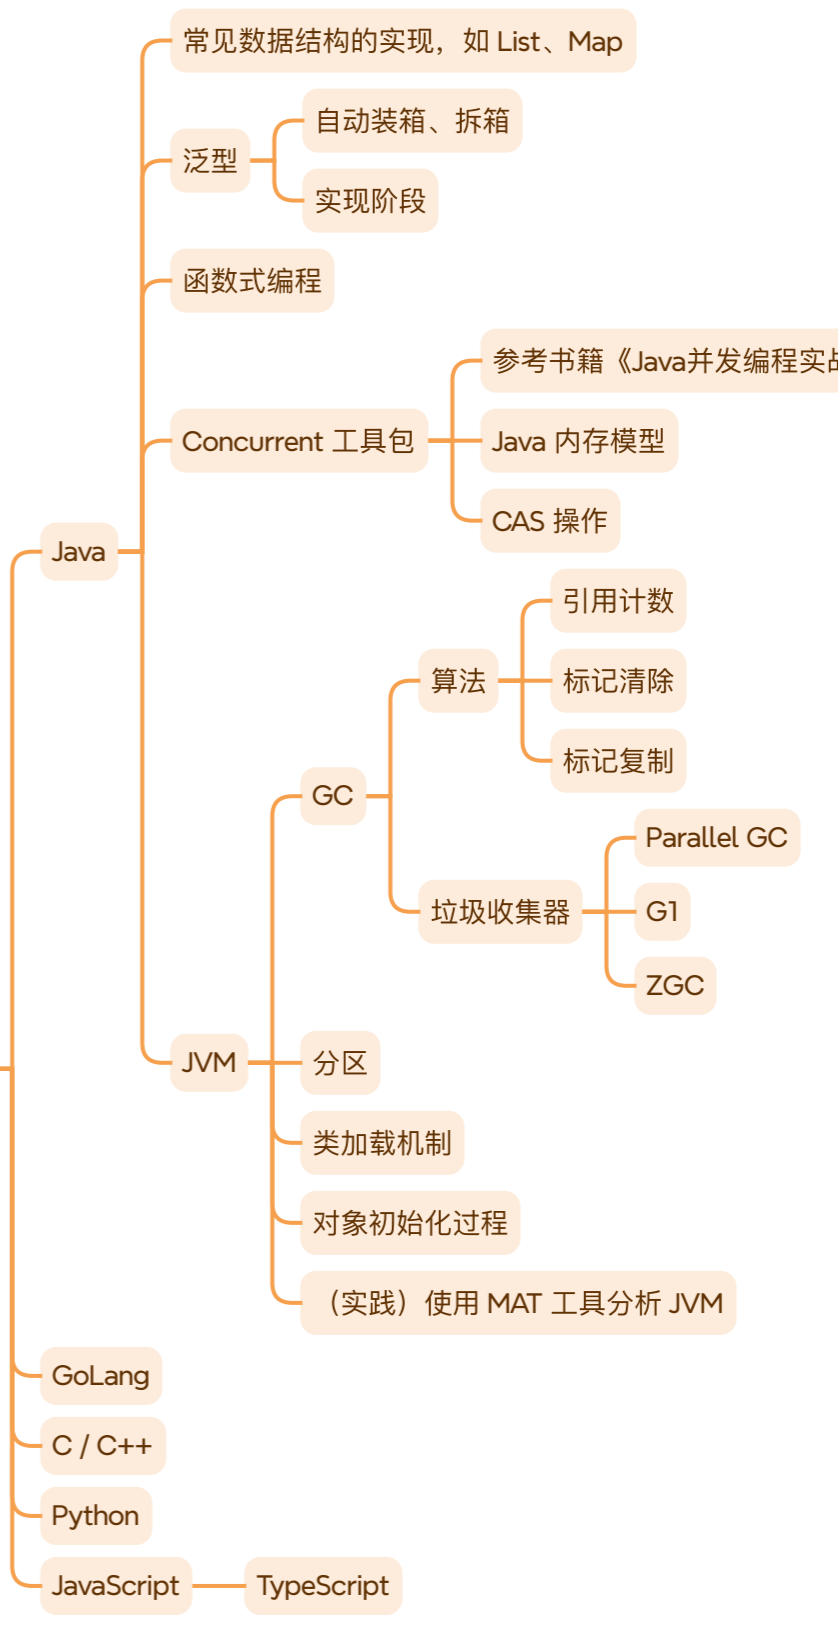 常见数据结构的实现，如 List、Map
自动装箱、拆箱
泛型
实现阶段
函数式编程
参考书籍《Java并发编程实战
Concurrent 工具包
Java 内存模型
CAS 操作
Java
引用计数
算法
标记清除
标记复制
GC
Parallel GC
垃圾收集器
G1
ZGC
JVM
分区
类加载机制
对象初始化过程
（实践）使用 MAT 工具分析 JVM
GoLang
C / C++
Python
JavaScript
TypeScript